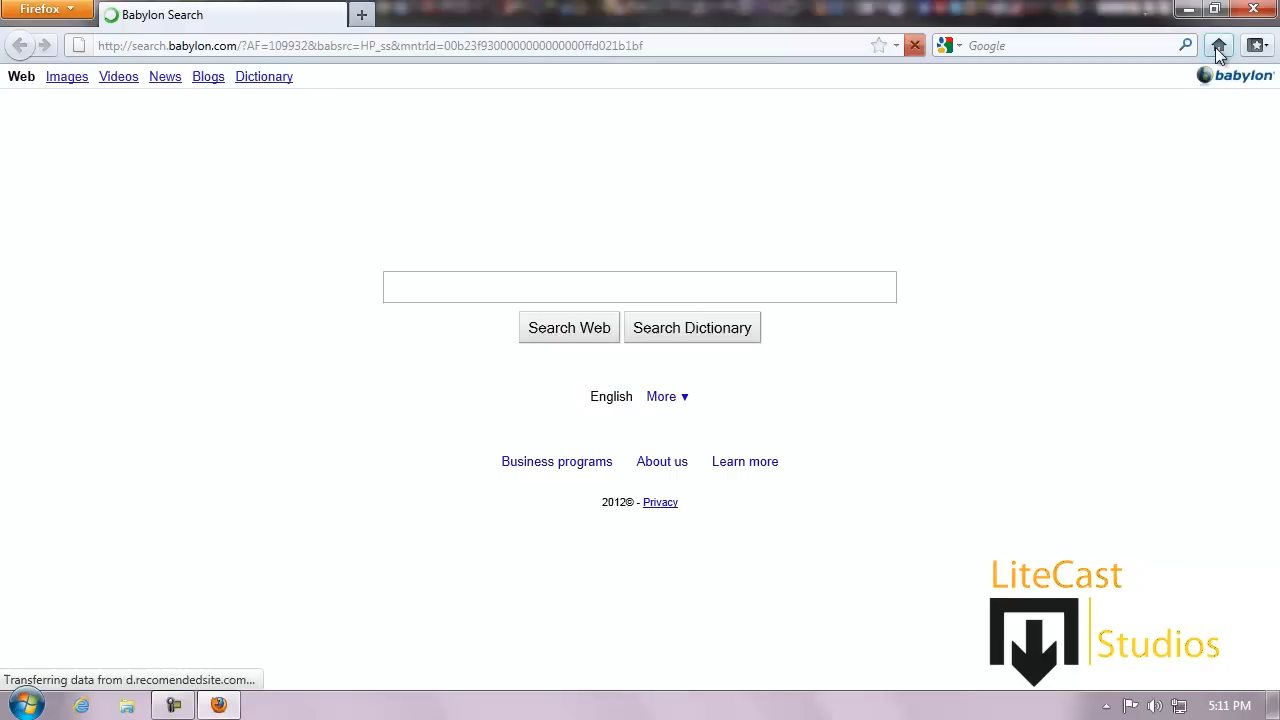 Firefox
Babylon Search
http://search.babylon.com/?AF=109932&babsrc=HP_ss&mntrId=00b23f93000000000000ffd021b1bf
Google
Web Images Videos News Blogs Dictionary
babylon
Search Web Search Dictionary
English More ▼
Business programs About us Learn more
2012© - Privacy
LiteCast
Studios
Transferring data from d.recomendedsite.com...
5:11 PM